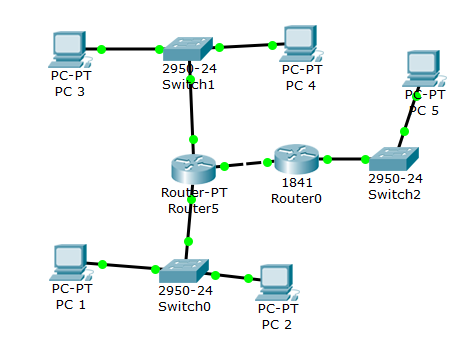 PC-PT
PC 3
2950-24
Switch1
PC-PT
PC 4
PC-PT
PC 5
Router-PT
Router5
1841
Router0
2950-24
Switch2
PC-PT
PC 1
2950-24
Switch0
PC-PT
PC 2